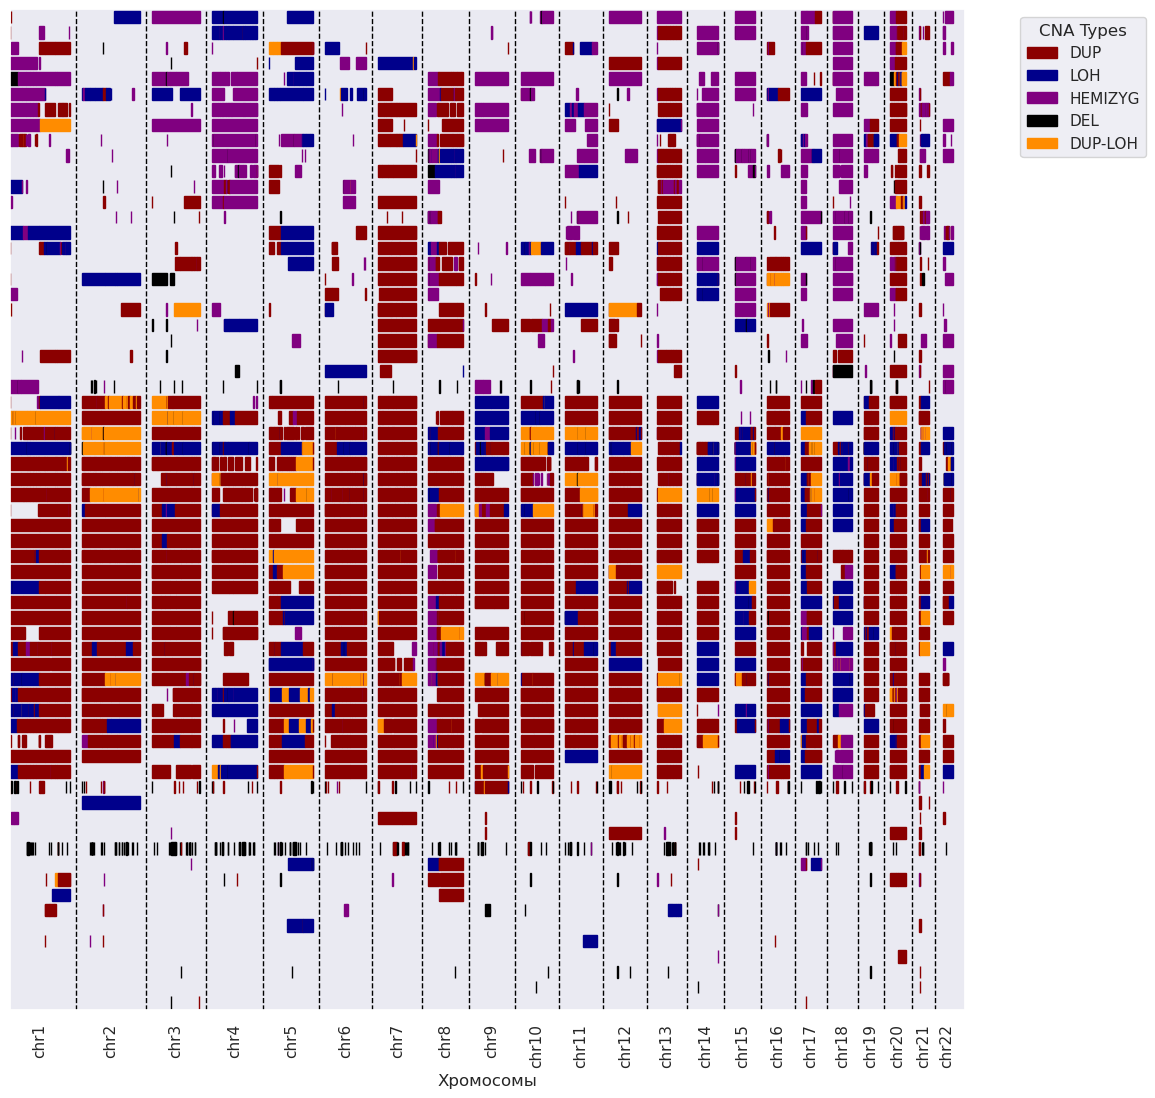 CNA Types
DUP
LOH
HEMIZYG
DEL
DUP-LOH
chr1
chr2
chr3
chr4
chr5
chr6
chr7
chr8
chr9
chr10
chr11
chr12
chr13
chr14
chr15
chr16
chr17
chr18
chr19
chr20
chr21
chr22
Хромосомы